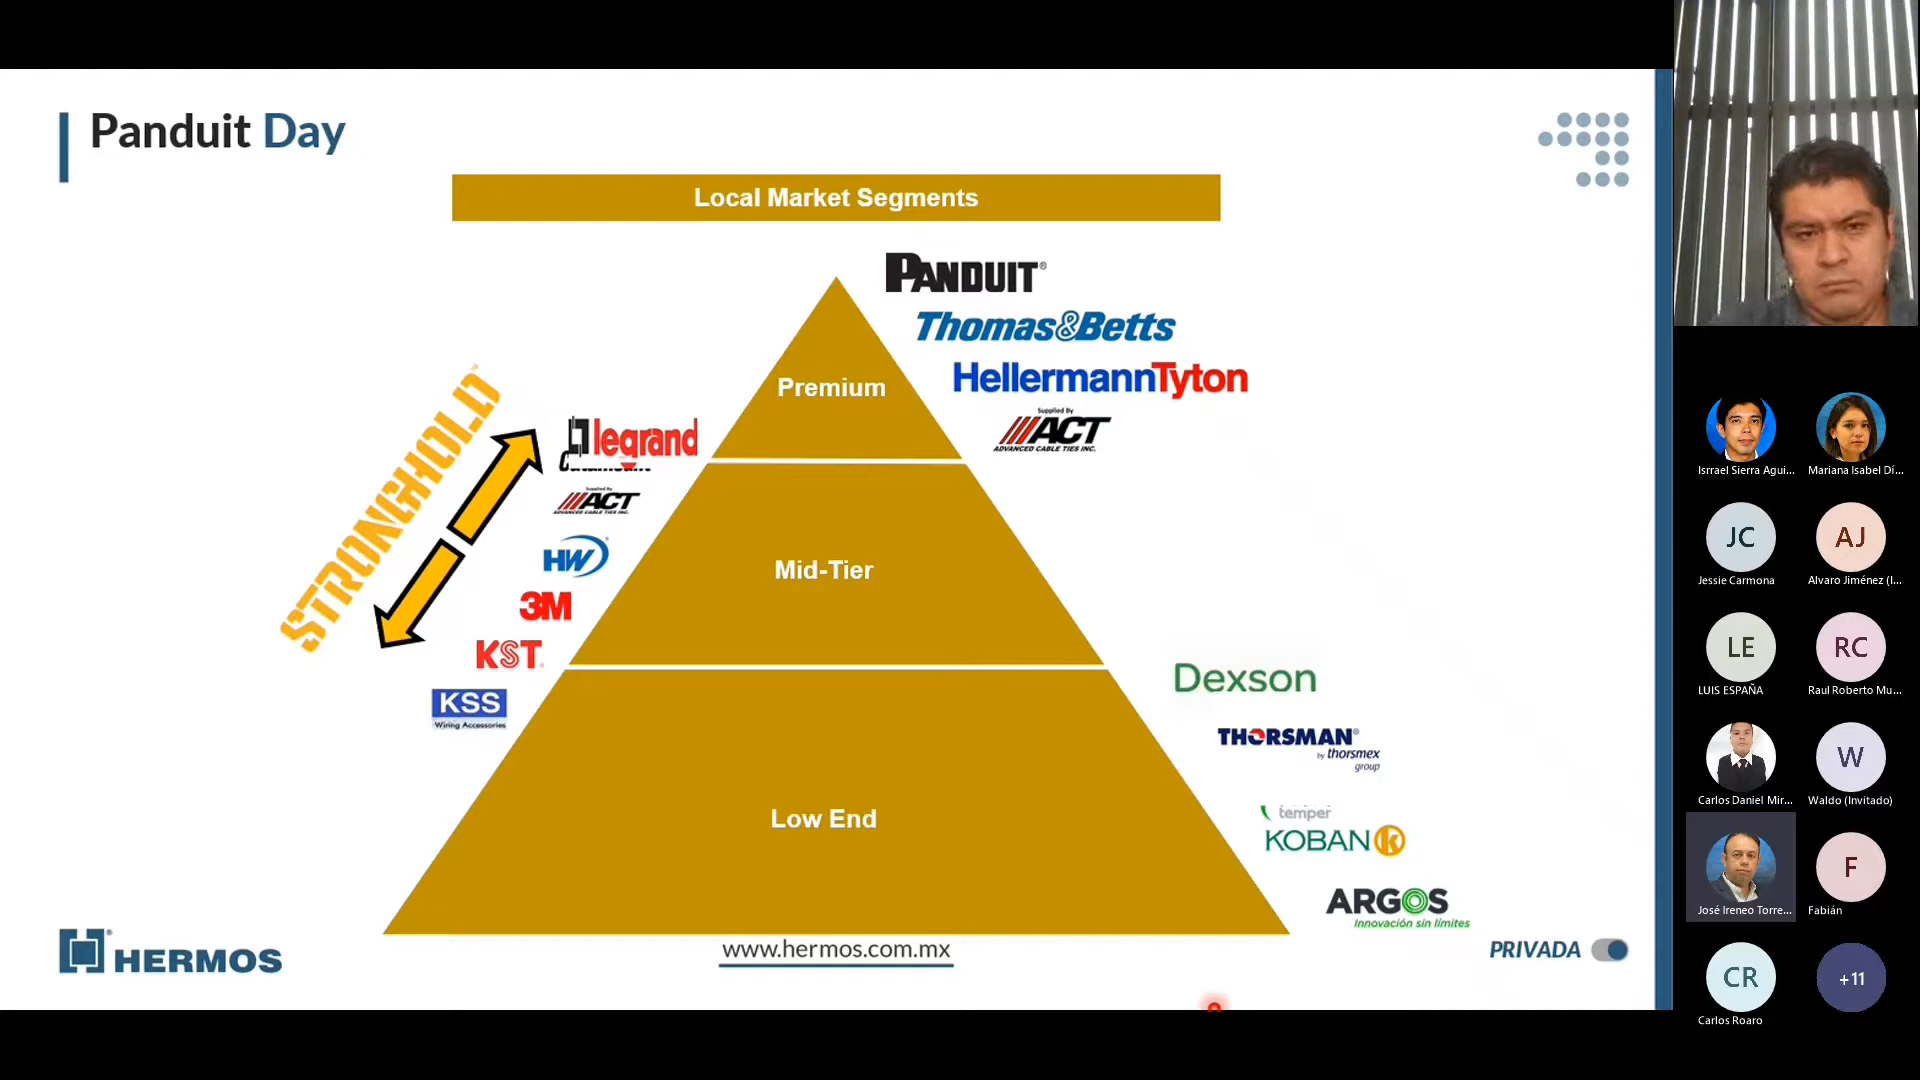 Panduit Day
Local Market Segments
PANDUIT®
Thomas&Betts
HellermannTyton
Supplied By
ACT
ADVANCED CABLE TIES INC.
Premium
STRONGHOLD
legrand
Supplied By
ACT
ADVANCED CABLE TIES INC.
HW
3M
KST
KSS
Wiring Accessories
Mid-Tier
Dexson
THORSMAN®
by thorsmex
group
temper
KOBAN k
ARGOS
Innovación sin límites
Low End
HERMOS
www.hermos.com.mx
PRIVADA
Isrrael Sierra Agui...
Mariana Isabel Dí...
JC
Jessie Carmona
AJ
Alvaro Jiménez (I...
LE
LUIS ESPAÑA
RC
Raul Roberto Mu...
Carlos Daniel Mir...
W
Waldo (Invitado)
José Ireneo Torre...
F
Fabián
CR
Carlos Roaro
+11